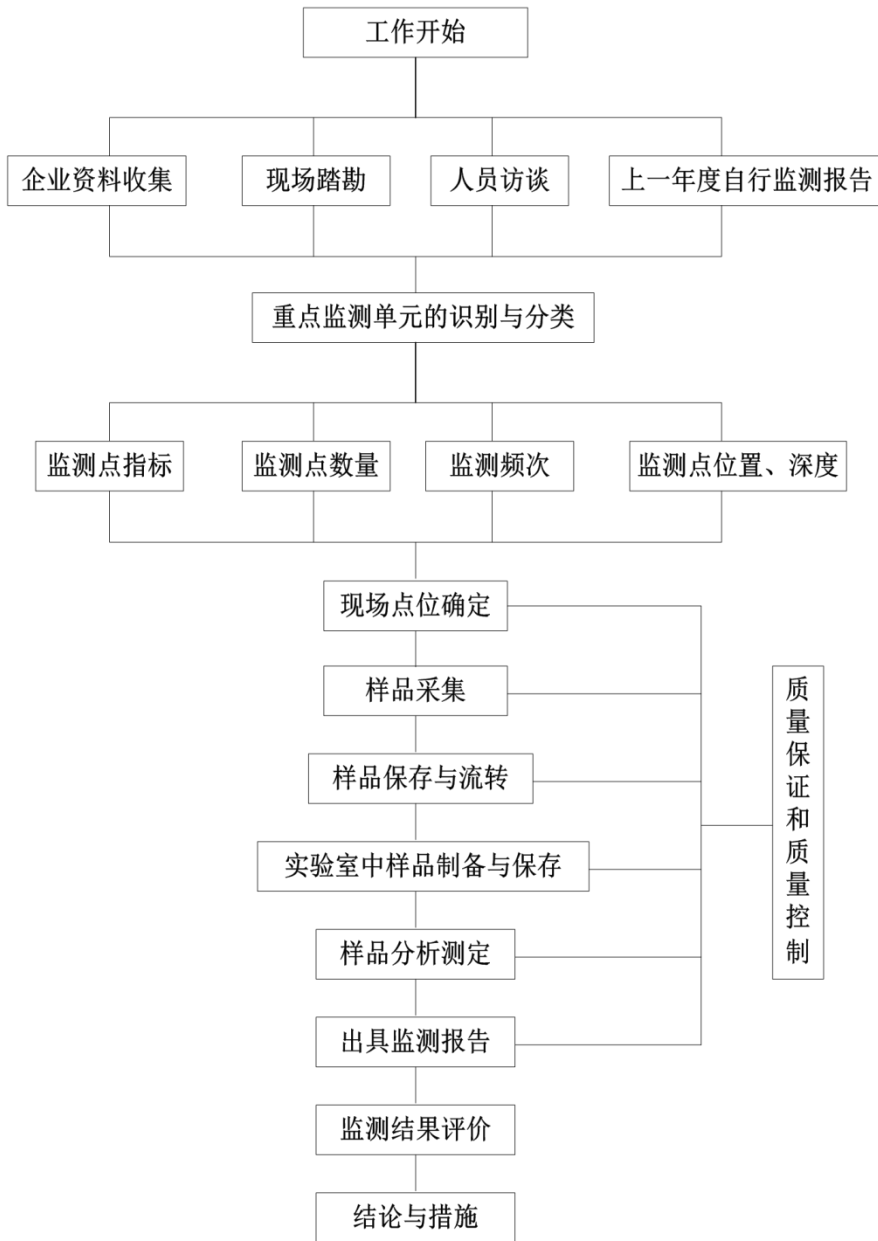 工作开始
企业资料收集
现场踏勘
人员访谈
上一年度自行监测报告
重点监测单元的识别与分类
监测点指标
监测点数量
监测频次
监测点位置、深度
现场点位确定
样品采集
样品保存与流转
实验室中样品制备与保存
样品分析测定
出具监测报告
监测结果评价
结论与措施
质量保证和质量控制